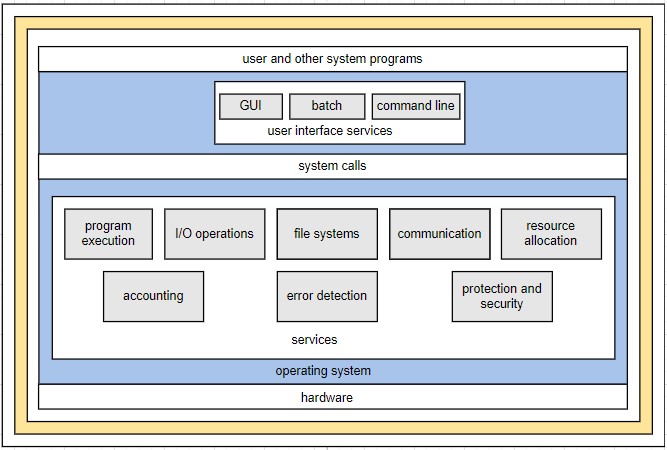 user and other system programs
GUI
batch
command line
user interface services
system calls
program
execution
I/O operations
file systems
communication
resource
allocation
accounting
error detection
protection and
security
services
operating system
hardware